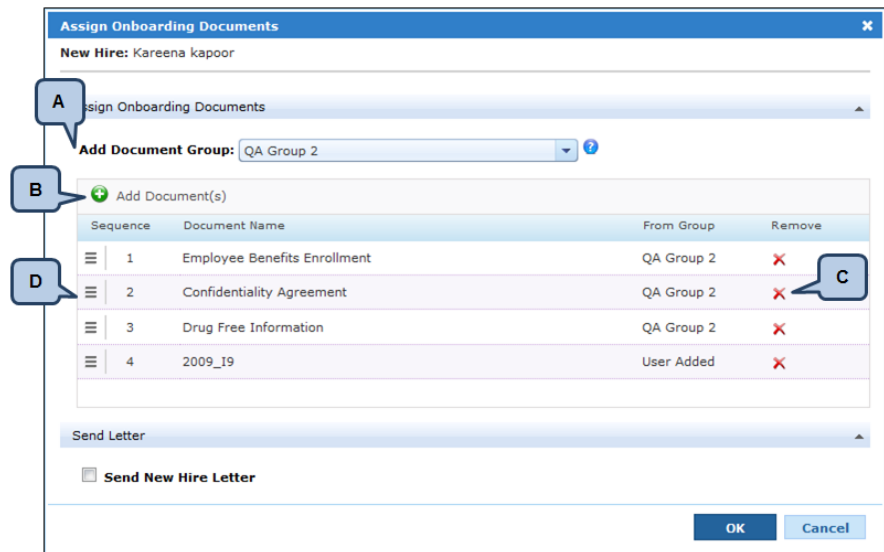 Assign Onboarding Documents
New Hire: Kareena kapoor
A
ssign Onboarding Documents
Add Document Group: QA Group 2
B
Add Document(s)
Sequence Document Name From Group Remove
1 Employee Benefits Enrollment QA Group 2
D
2 Confidentiality Agreement QA Group 2
C
3 Drug Free Information QA Group 2
4 2009_I9 User Added
Send Letter
Send New Hire Letter
OK Cancel